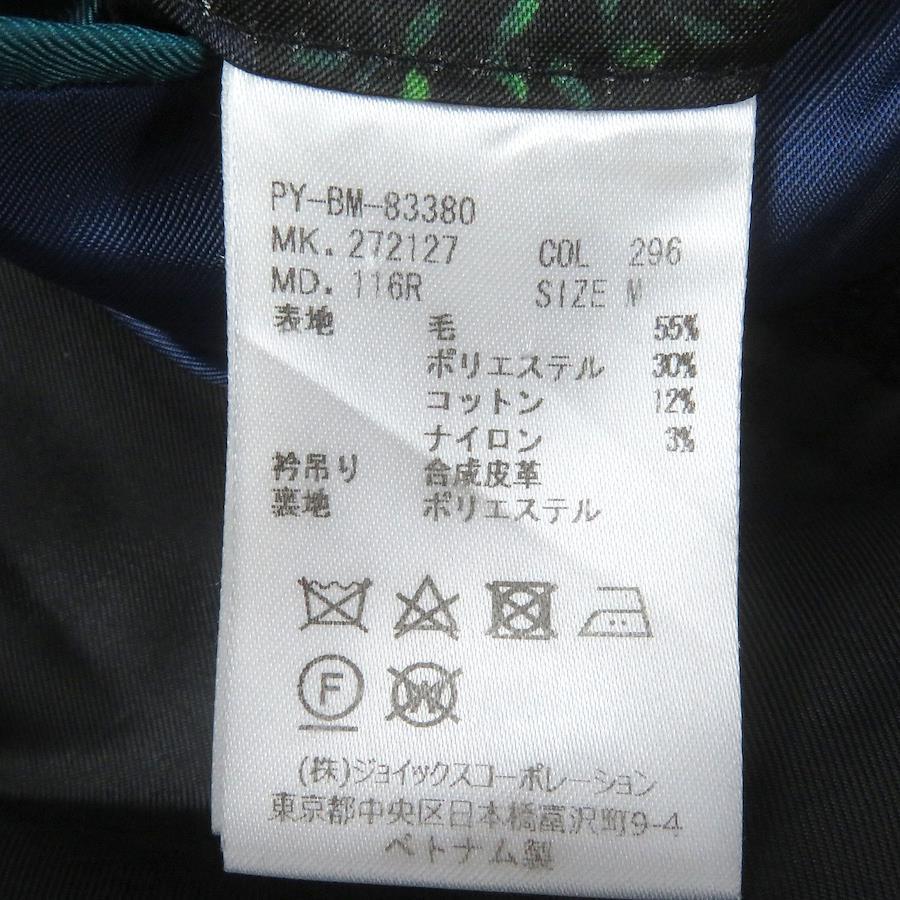 PY-BM-83380
MK. 272127 COL 296
MD. 116R SIZE M
表地 毛 55%
ポリエステル 30%
コットン 12%
ナイロン 3%
衿吊り 合成皮革
裏地 ポリエステル
F W
(株)ジョイックスコーポレーション
東京都中央区日本橋富沢町9-4
ベトナム製